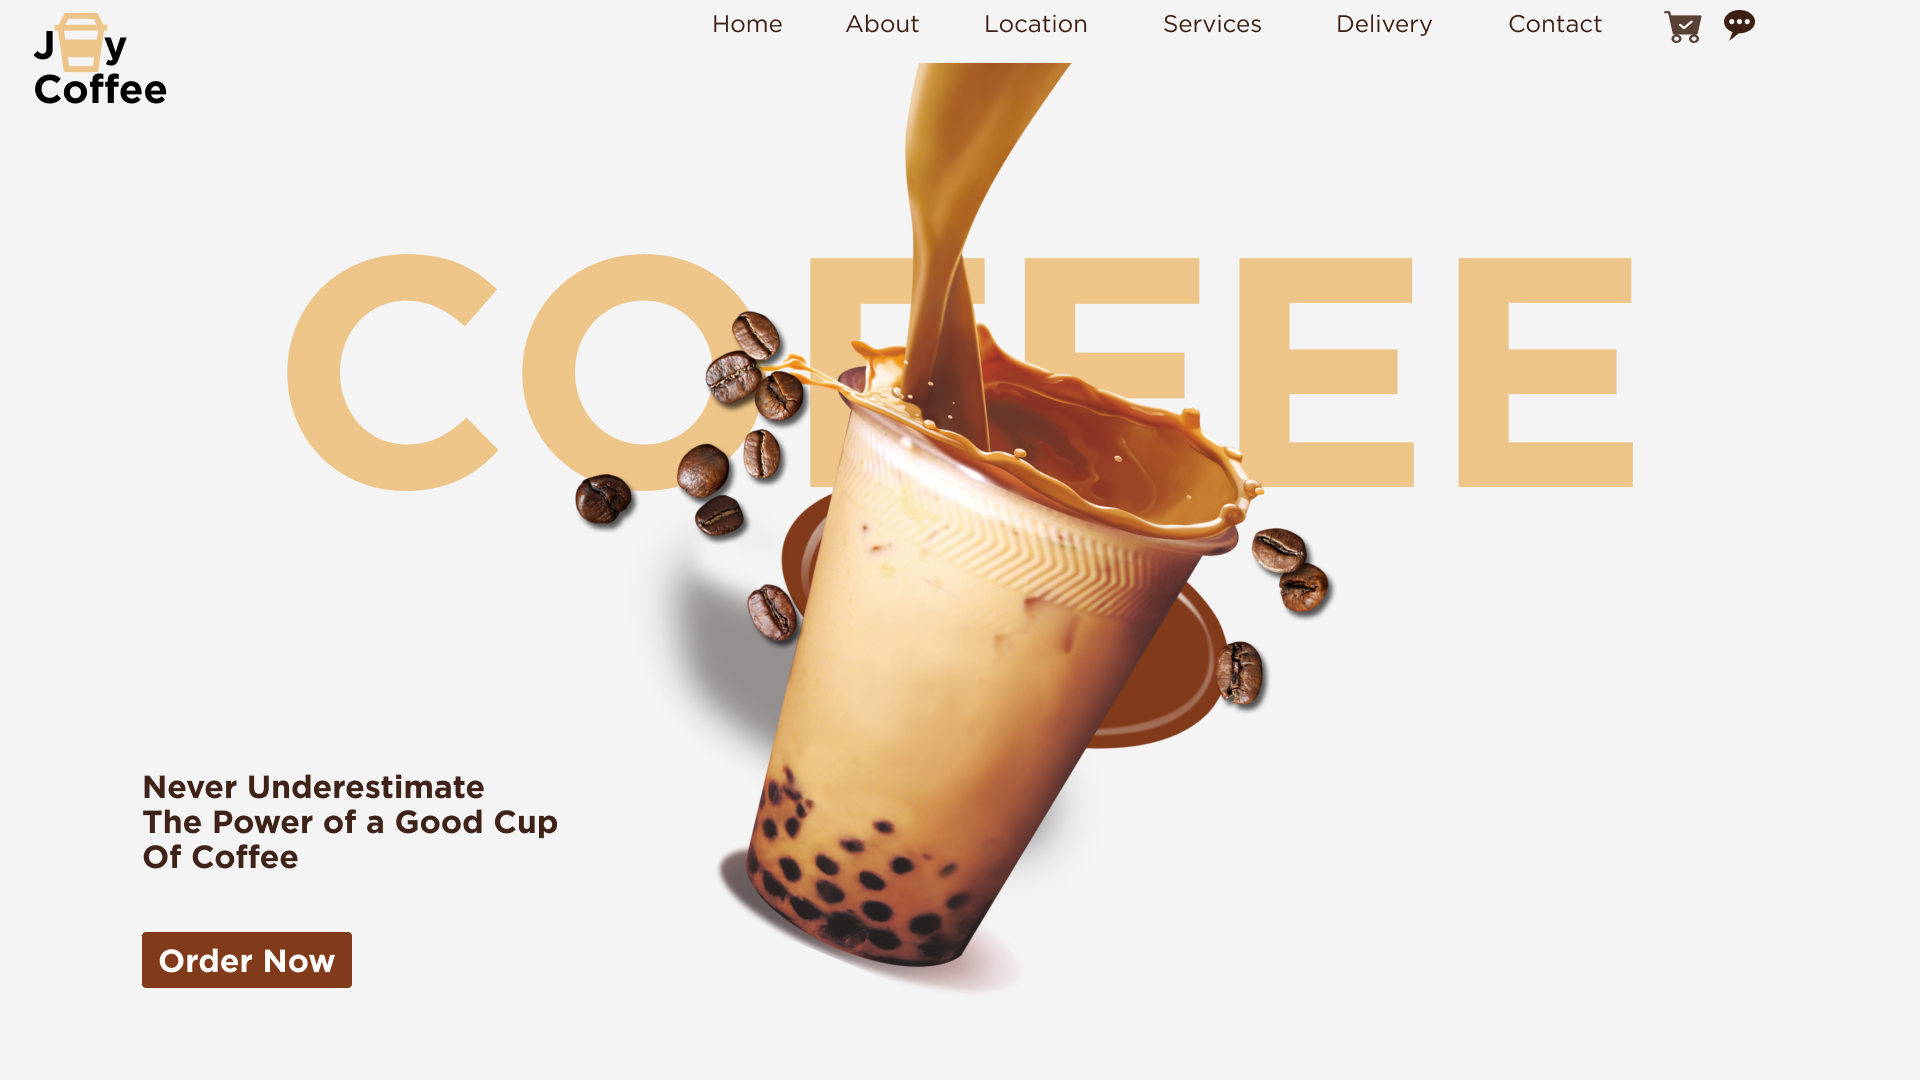 Joy
Coffee
Home About Location Services Delivery Contact
COFFEE
Never Underestimate
The Power of a Good Cup
Of Coffee
Order Now